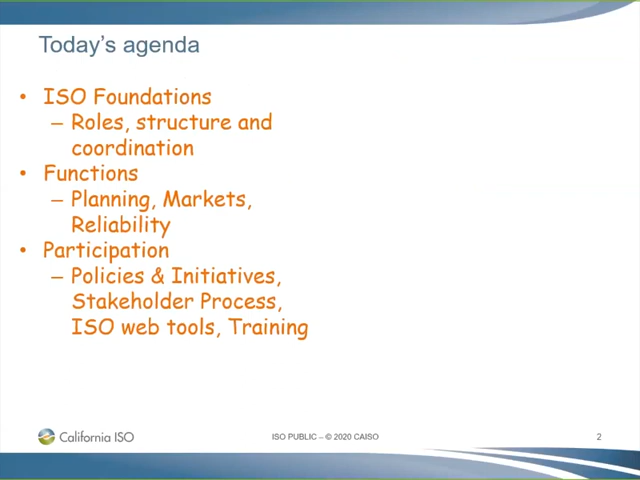 Today's agenda
• ISO Foundations
– Roles, structure and
coordination
• Functions
– Planning, Markets,
Reliability
• Participation
– Policies & Initiatives,
Stakeholder Process,
ISO web tools, Training
California ISO
ISO PUBLIC – © 2020 CAISO
2